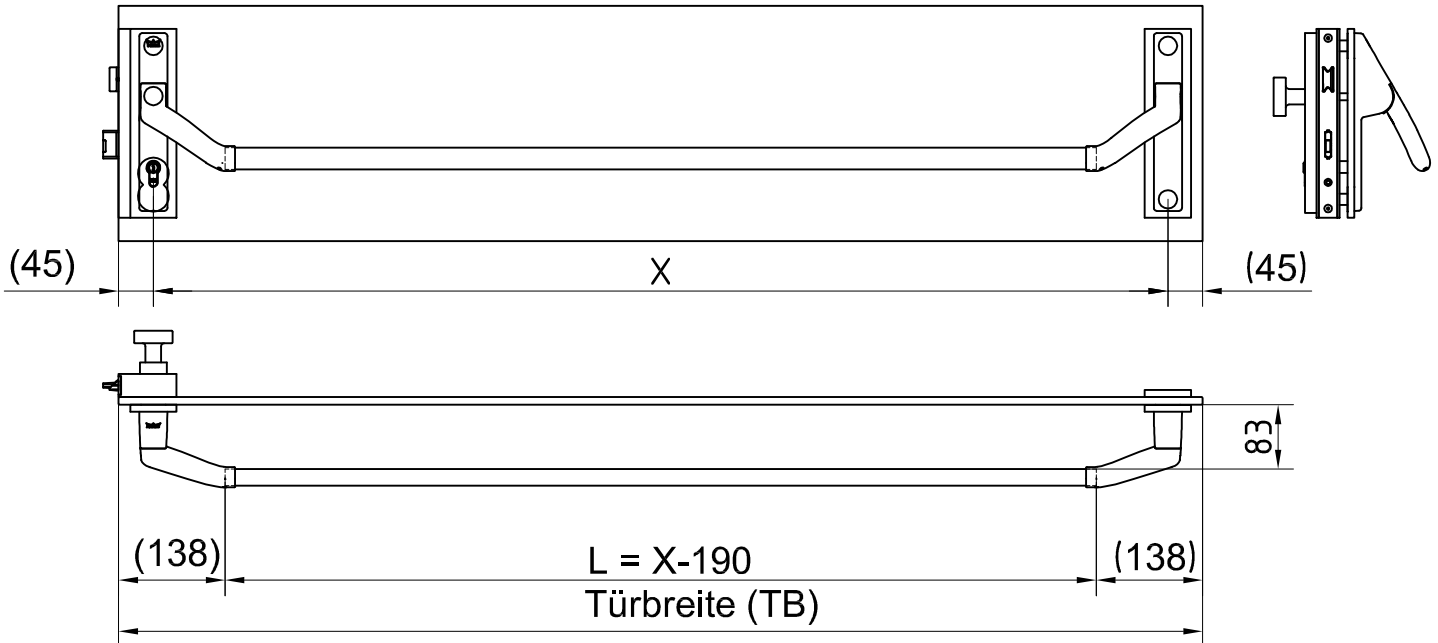 (45)
X
(45)
83
(138)
L = X-190
(138)
Türbreite (TB)